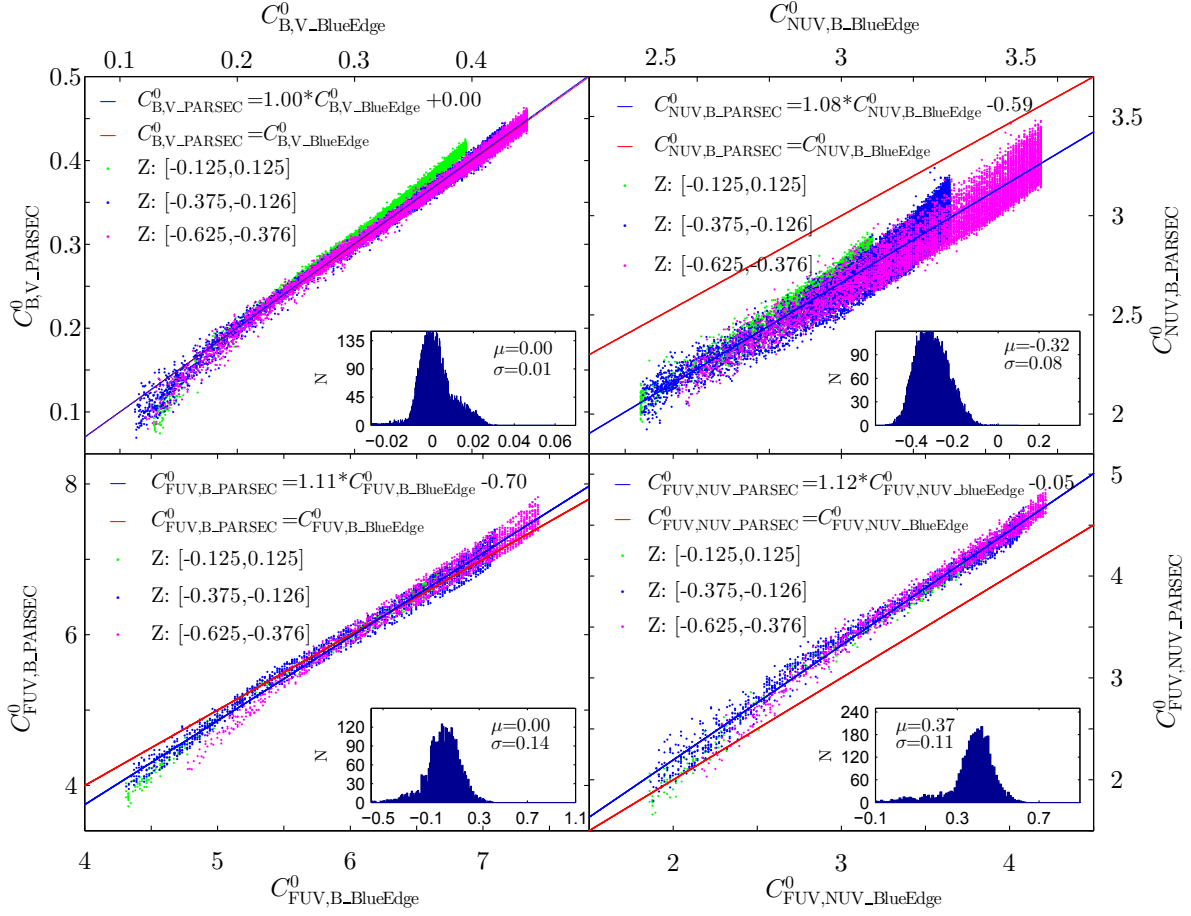 C⁰B,V_BlueEdge
C⁰NUV,B_BlueEdge
0.1 0.2 0.3 0.4
2.5 3 3.5
0.5
0.4
0.3
0.2
0.1
C⁰B,V_PARSEC
C⁰B,V_PARSEC=1.00*C⁰B,V_BlueEdge +0.00
C⁰B,V_PARSEC=C⁰B,V_BlueEdge
Z: [-0.125,0.125]
Z: [-0.375,-0.126]
Z: [-0.625,-0.376]
N
135
90
45
0
μ=0.00
σ=0.01
−0.02 0 0.02 0.04 0.06
C⁰NUV,B_PARSEC=1.08*C⁰NUV,B_BlueEdge -0.59
C⁰NUV,B_PARSEC=C⁰NUV,B_BlueEdge
Z: [-0.125,0.125]
Z: [-0.375,-0.126]
Z: [-0.625,-0.376]
N
120
90
60
30
0
μ=-0.32
σ=0.08
−0.4 −0.2 0 0.2
3.5
3
2.5
2
C⁰NUV,B_PARSEC
8
6
4
C⁰FUV,B_PARSEC
C⁰FUV,B_PARSEC=1.11*C⁰FUV,B_BlueEdge -0.70
C⁰FUV,B_PARSEC=C⁰FUV,B_BlueEdge
Z: [-0.125,0.125]
Z: [-0.375,-0.126]
Z: [-0.625,-0.376]
N
120
90
60
30
0
μ=0.00
σ=0.14
−0.5 −0.1 0.3 0.7 1.1
C⁰FUV,NUV_PARSEC=1.12*C⁰FUV,NUV_blueEdge -0.05
C⁰FUV,NUV_PARSEC=C⁰FUV,NUV_BlueEdge
Z: [-0.125,0.125]
Z: [-0.375,-0.126]
Z: [-0.625,-0.376]
N
240
180
120
60
0
μ=0.37
σ=0.11
−0.1 0.3 0.7
5
4
3
2
C⁰FUV,NUV_PARSEC
4 5 6 7
2 3 4
C⁰FUV,B_BlueEdge
C⁰FUV,NUV_BlueEdge